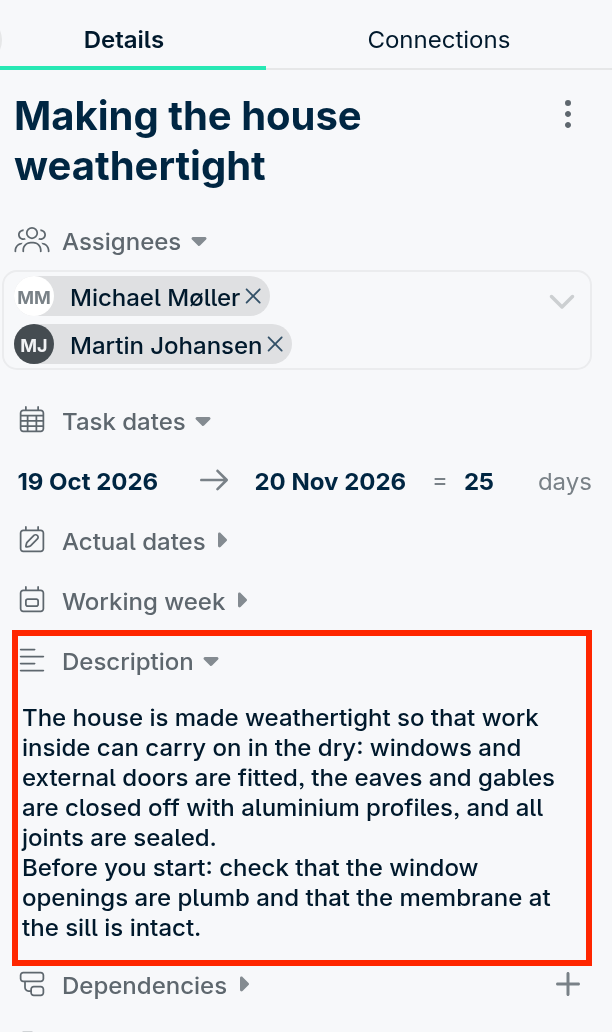 Details
Connections
Making the house
weathertight
Assignees
MM Michael Møller
MJ Martin Johansen
Task dates
19 Oct 2026 → 20 Nov 2026 = 25 days
Actual dates
Working week
Description
The house is made weathertight so that work
inside can carry on in the dry: windows and
external doors are fitted, the eaves and gables
are closed off with aluminium profiles, and all
joints are sealed.
Before you start: check that the window
openings are plumb and that the membrane at
the sill is intact.
Dependencies